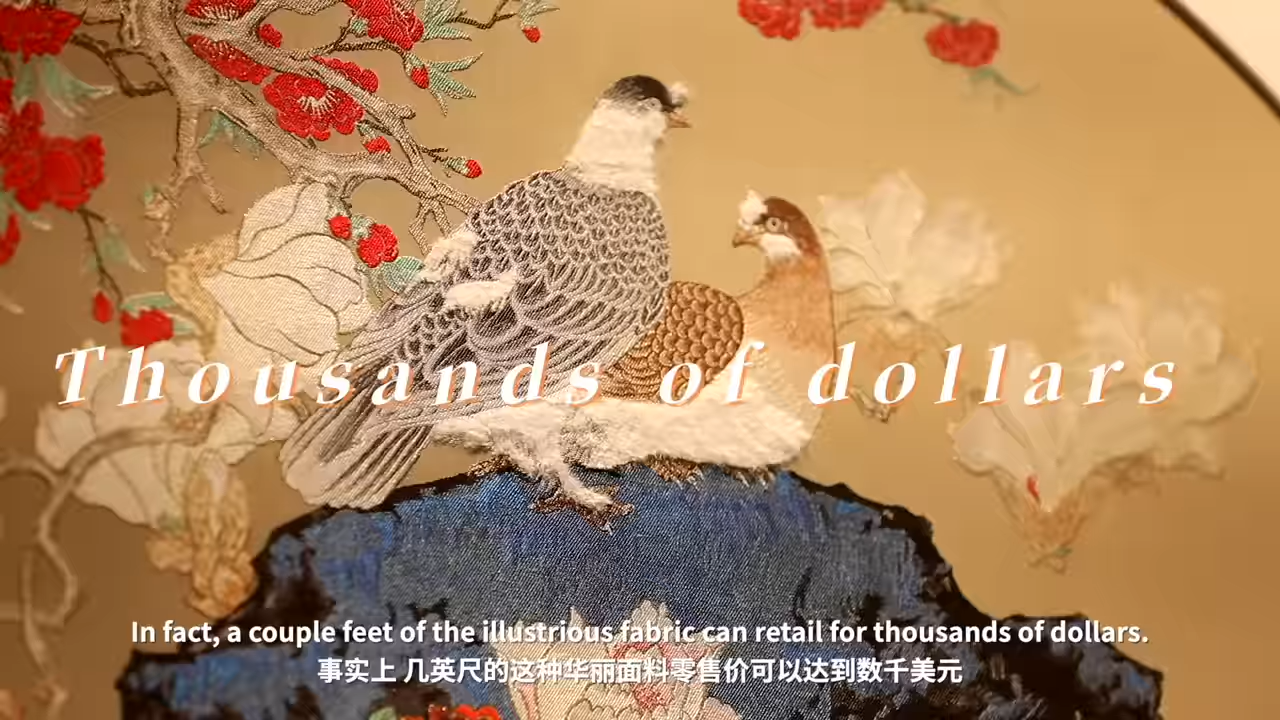 Thousands of dollars
In fact, a couple feet of the illustrious fabric can retail for thousands of dollars.
事实上 几英尺的这种华丽面料零售价可以达到数千美元